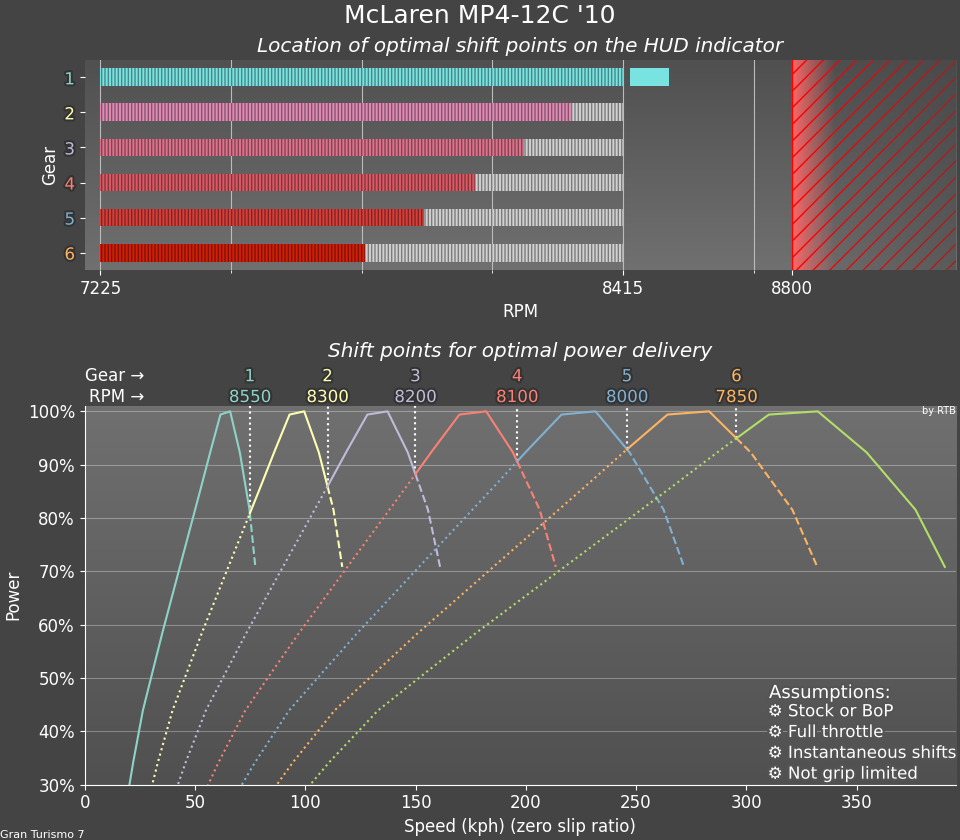 McLaren MP4-12C '10
Location of optimal shift points on the HUD indicator
Gear
1
2
3
4
5
6
7225 8415 8800
RPM
Shift points for optimal power delivery
Gear → 1 2 3 4 5 6
RPM → 8550 8300 8200 8100 8000 7850
by RTB
Power
100%
90%
80%
70%
60%
50%
40%
30%
Assumptions:
⚙ Stock or BoP
⚙ Full throttle
⚙ Instantaneous shifts
⚙ Not grip limited
0 50 100 150 200 250 300 350
Speed (kph) (zero slip ratio)
Gran Turismo 7